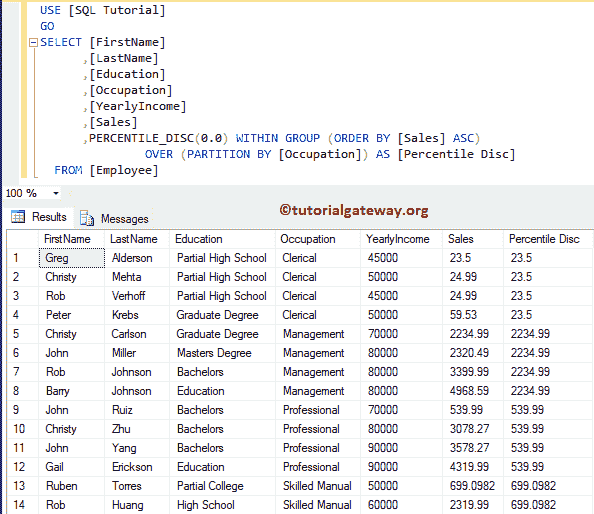 USE [SQL Tutorial]
GO
SELECT [FirstName]
,[LastName]
,[Education]
,[Occupation]
,[YearlyIncome]
,[Sales]
,PERCENTILE_DISC(0.0) WITHIN GROUP (ORDER BY [Sales] ASC)
OVER (PARTITION BY [Occupation]) AS [Percentile Disc]
FROM [Employee]
100 %
©tutorialgateway.org
Results Messages
FirstName LastName Education Occupation YearlyIncome Sales Percentile Disc
1 Greg Alderson Partial High School Clerical 45000 23.5 23.5
2 Christy Mehta Partial High School Clerical 50000 24.99 23.5
3 Rob Verhoff Partial High School Clerical 45000 24.99 23.5
4 Peter Krebs Graduate Degree Clerical 50000 59.53 23.5
5 Christy Carlson Graduate Degree Management 70000 2234.99 2234.99
6 John Miller Masters Degree Management 80000 2320.49 2234.99
7 Rob Johnson Bachelors Management 80000 3399.99 2234.99
8 Barry Johnson Education Management 80000 4968.59 2234.99
9 John Ruiz Bachelors Professional 70000 539.99 539.99
10 Christy Zhu Bachelors Professional 80000 3078.27 539.99
11 John Yang Bachelors Professional 90000 3578.27 539.99
12 Gail Erickson Education Professional 90000 4319.99 539.99
13 Ruben Torres Partial College Skilled Manual 50000 699.0982 699.0982
14 Rob Huang High School Skilled Manual 60000 2319.99 699.0982